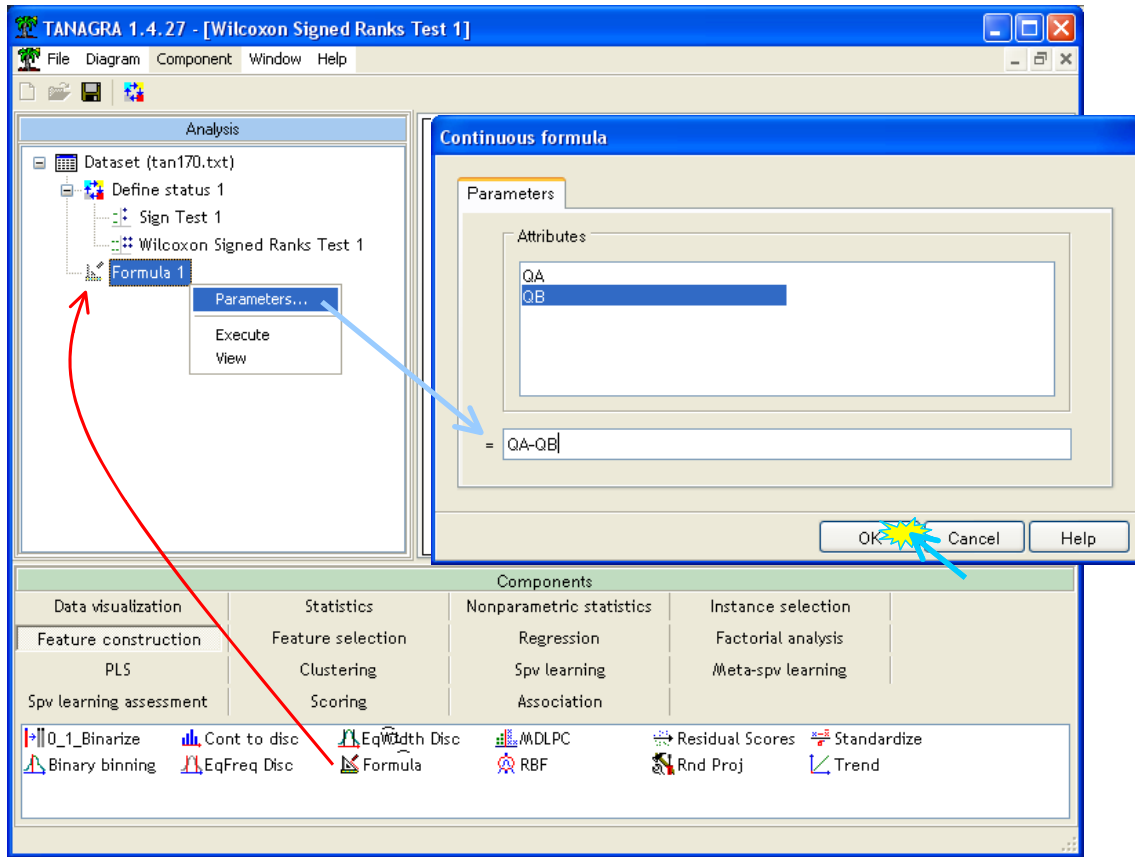 TANAGRA 1.4.27 - [Wilcoxon Signed Ranks Test 1]
File Diagram Component Window Help
Analysis
Dataset (tan170.txt)
Define status 1
Sign Test 1
Wilcoxon Signed Ranks Test 1
Formula 1
Parameters...
Execute
View
Continuous formula
Parameters
Attributes
QA
QB
= QA-QB
OK Cancel Help
Components
Data visualization Statistics Nonparametric statistics Instance selection
Feature construction Feature selection Regression Factorial analysis
PLS Clustering Spv learning Meta-spv learning
Spv learning assessment Scoring Association
0_1_Binarize Cont to disc EqWidth Disc MDLPC Residual Scores Standardize
Binary binning EqFreq Disc Formula RBF Rnd Proj Trend